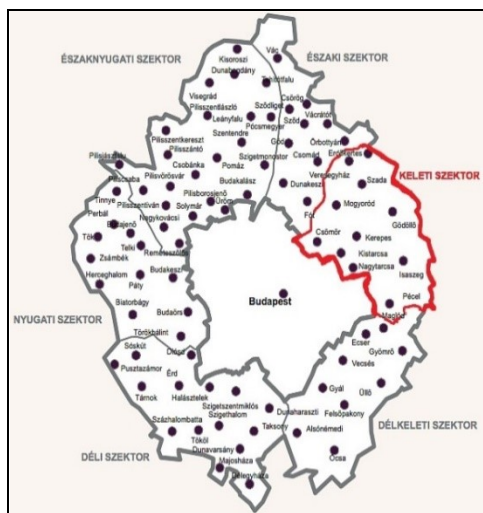 ÉSZAKNYUGATI SZEKTOR
ÉSZAKI SZEKTOR
Kisoroszi
Vác
Dunabogdány
Tahitótfalu
Visegrád
Pilisszentlászló
Sződliget
Csörög
Leányfalu
Vácrátót
Pócsmegyer
Sződ
Pilisszentkereszt
Szentendre
Göd
Őrbottyán
Pilisszántó
Erdőkertes
Csobánka
Szigetmonostor
Csomád
Pilisjászfalu
Pilisvörösvár
Pomáz
Veresegyház
Piliscsaba
KELETI SZEKTOR
Budakalász
Dunakeszi
Szada
Tinnye
Pilisborosjenő
Pilisszentiván
Solymár
Üröm
Fót
Mogyoród
Perbál
Nagykovácsi
Gödöllő
Budajenő
Tök
Csömör
Telki
Remeteszőlős
Kerepes
Zsámbék
Kistarcsa
Budakeszi
Nagytarcsa
Isaszeg
Herceghalom
Páty
Budapest
Pécel
Biatorbágy
Budaörs
Maglód
NYUGATI SZEKTOR
Törökbálint
Ecser
Sóskút
Diósd
Gyömrő
Pusztazámor
Vecsés
Érd
Tárnok
Halásztelek
Gyál
Üllő
Szigetszentmiklós
Százhalombatta
Szigethalom
Dunaharaszti
Felsőpakony
Taksony
Alsónémedi
DÉLKELETI SZEKTOR
Tököl
DÉLI SZEKTOR
Dunavarsány
Ócsa
Majosháza
Délegyháza